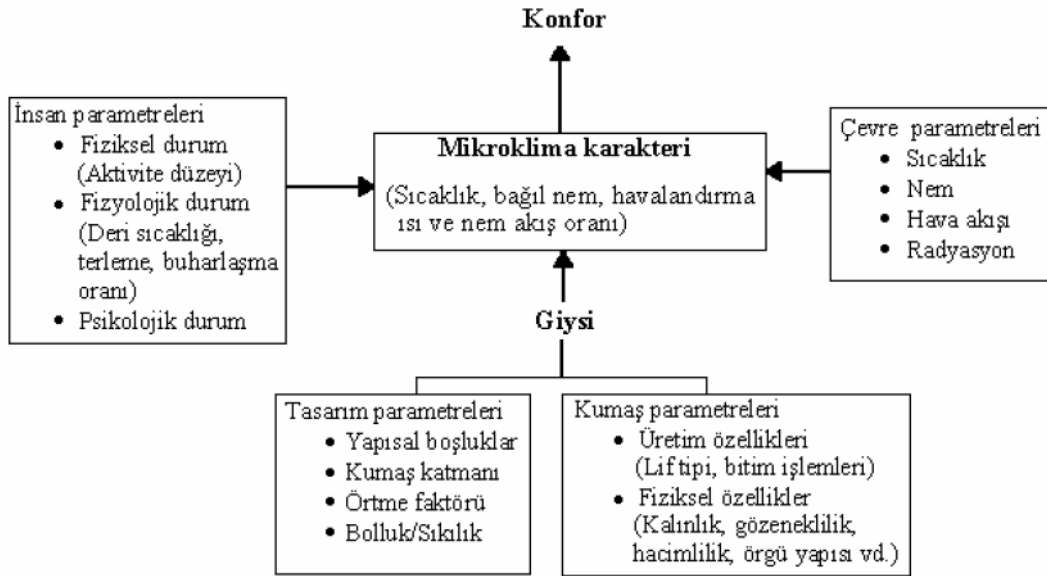 Konfor
İnsan parametreleri
• Fiziksel durum
(Aktivite düzeyi)
• Fizyolojik durum
(Deri sıcaklığı,
terleme, buharlaşma
oranı)
• Psikolojik durum
Mikroklima karakteri
(Sıcaklık, bağıl nem, havalandırma
ısı ve nem akış oranı)
Çevre parametreleri
• Sıcaklık
• Nem
• Hava akışı
• Radyasyon
Giysi
Tasarım parametreleri
• Yapısal boşluklar
• Kumaş katmanı
• Örtme faktörü
• Bolluk/Sıkılık
Kumaş parametreleri
• Üretim özellikleri
(Lif tipi, bitim işlemleri)
• Fiziksel özellikler
(Kalınlık, gözeneklilik,
hacimlilik, örgü yapısı vd.)